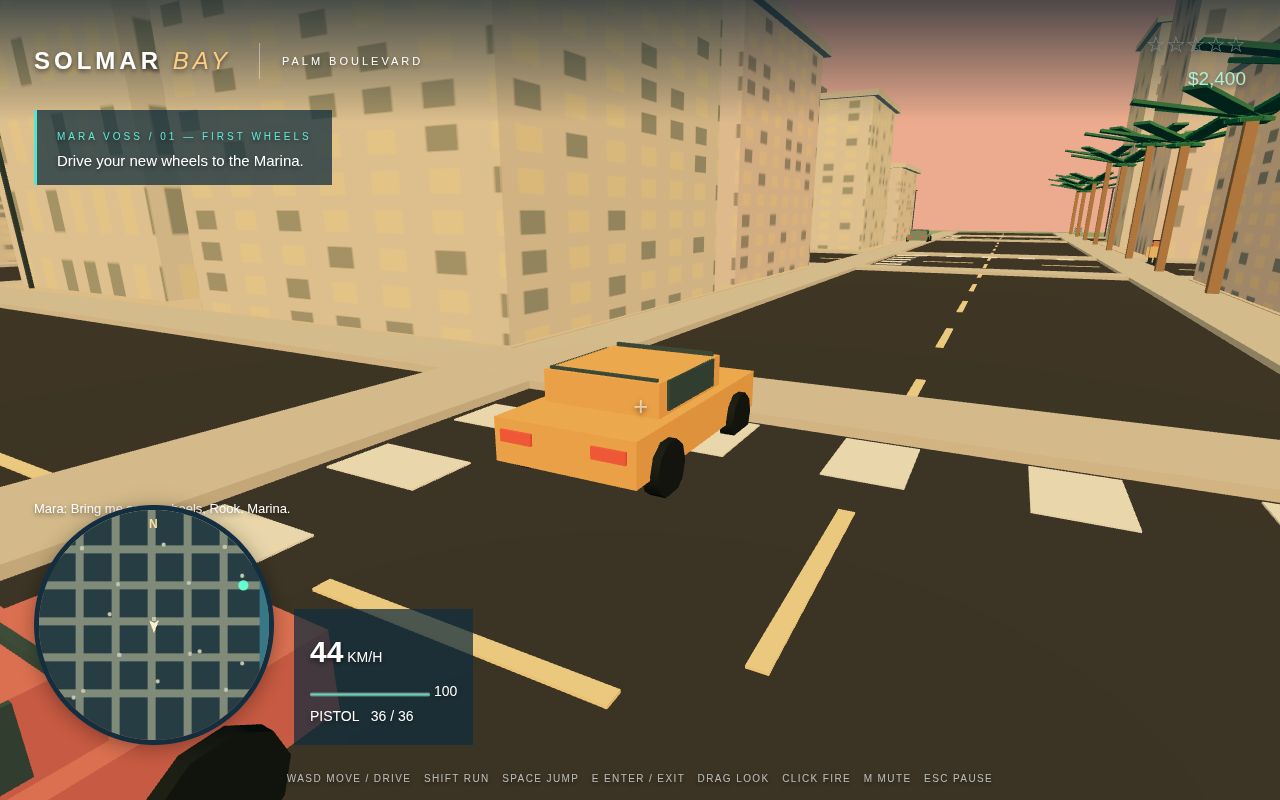 SOLMAR BAY
PALM BOULEVARD
☆☆☆☆☆
$2,400
MARA VOSS / 01 — FIRST WHEELS
Drive your new wheels to the Marina.
Mara: Bring me Rook. Marina.
N
44 KM/H
100
PISTOL 36 / 36
WASD MOVE / DRIVE SHIFT RUN SPACE JUMP E ENTER / EXIT DRAG LOOK CLICK FIRE M MUTE ESC PAUSE